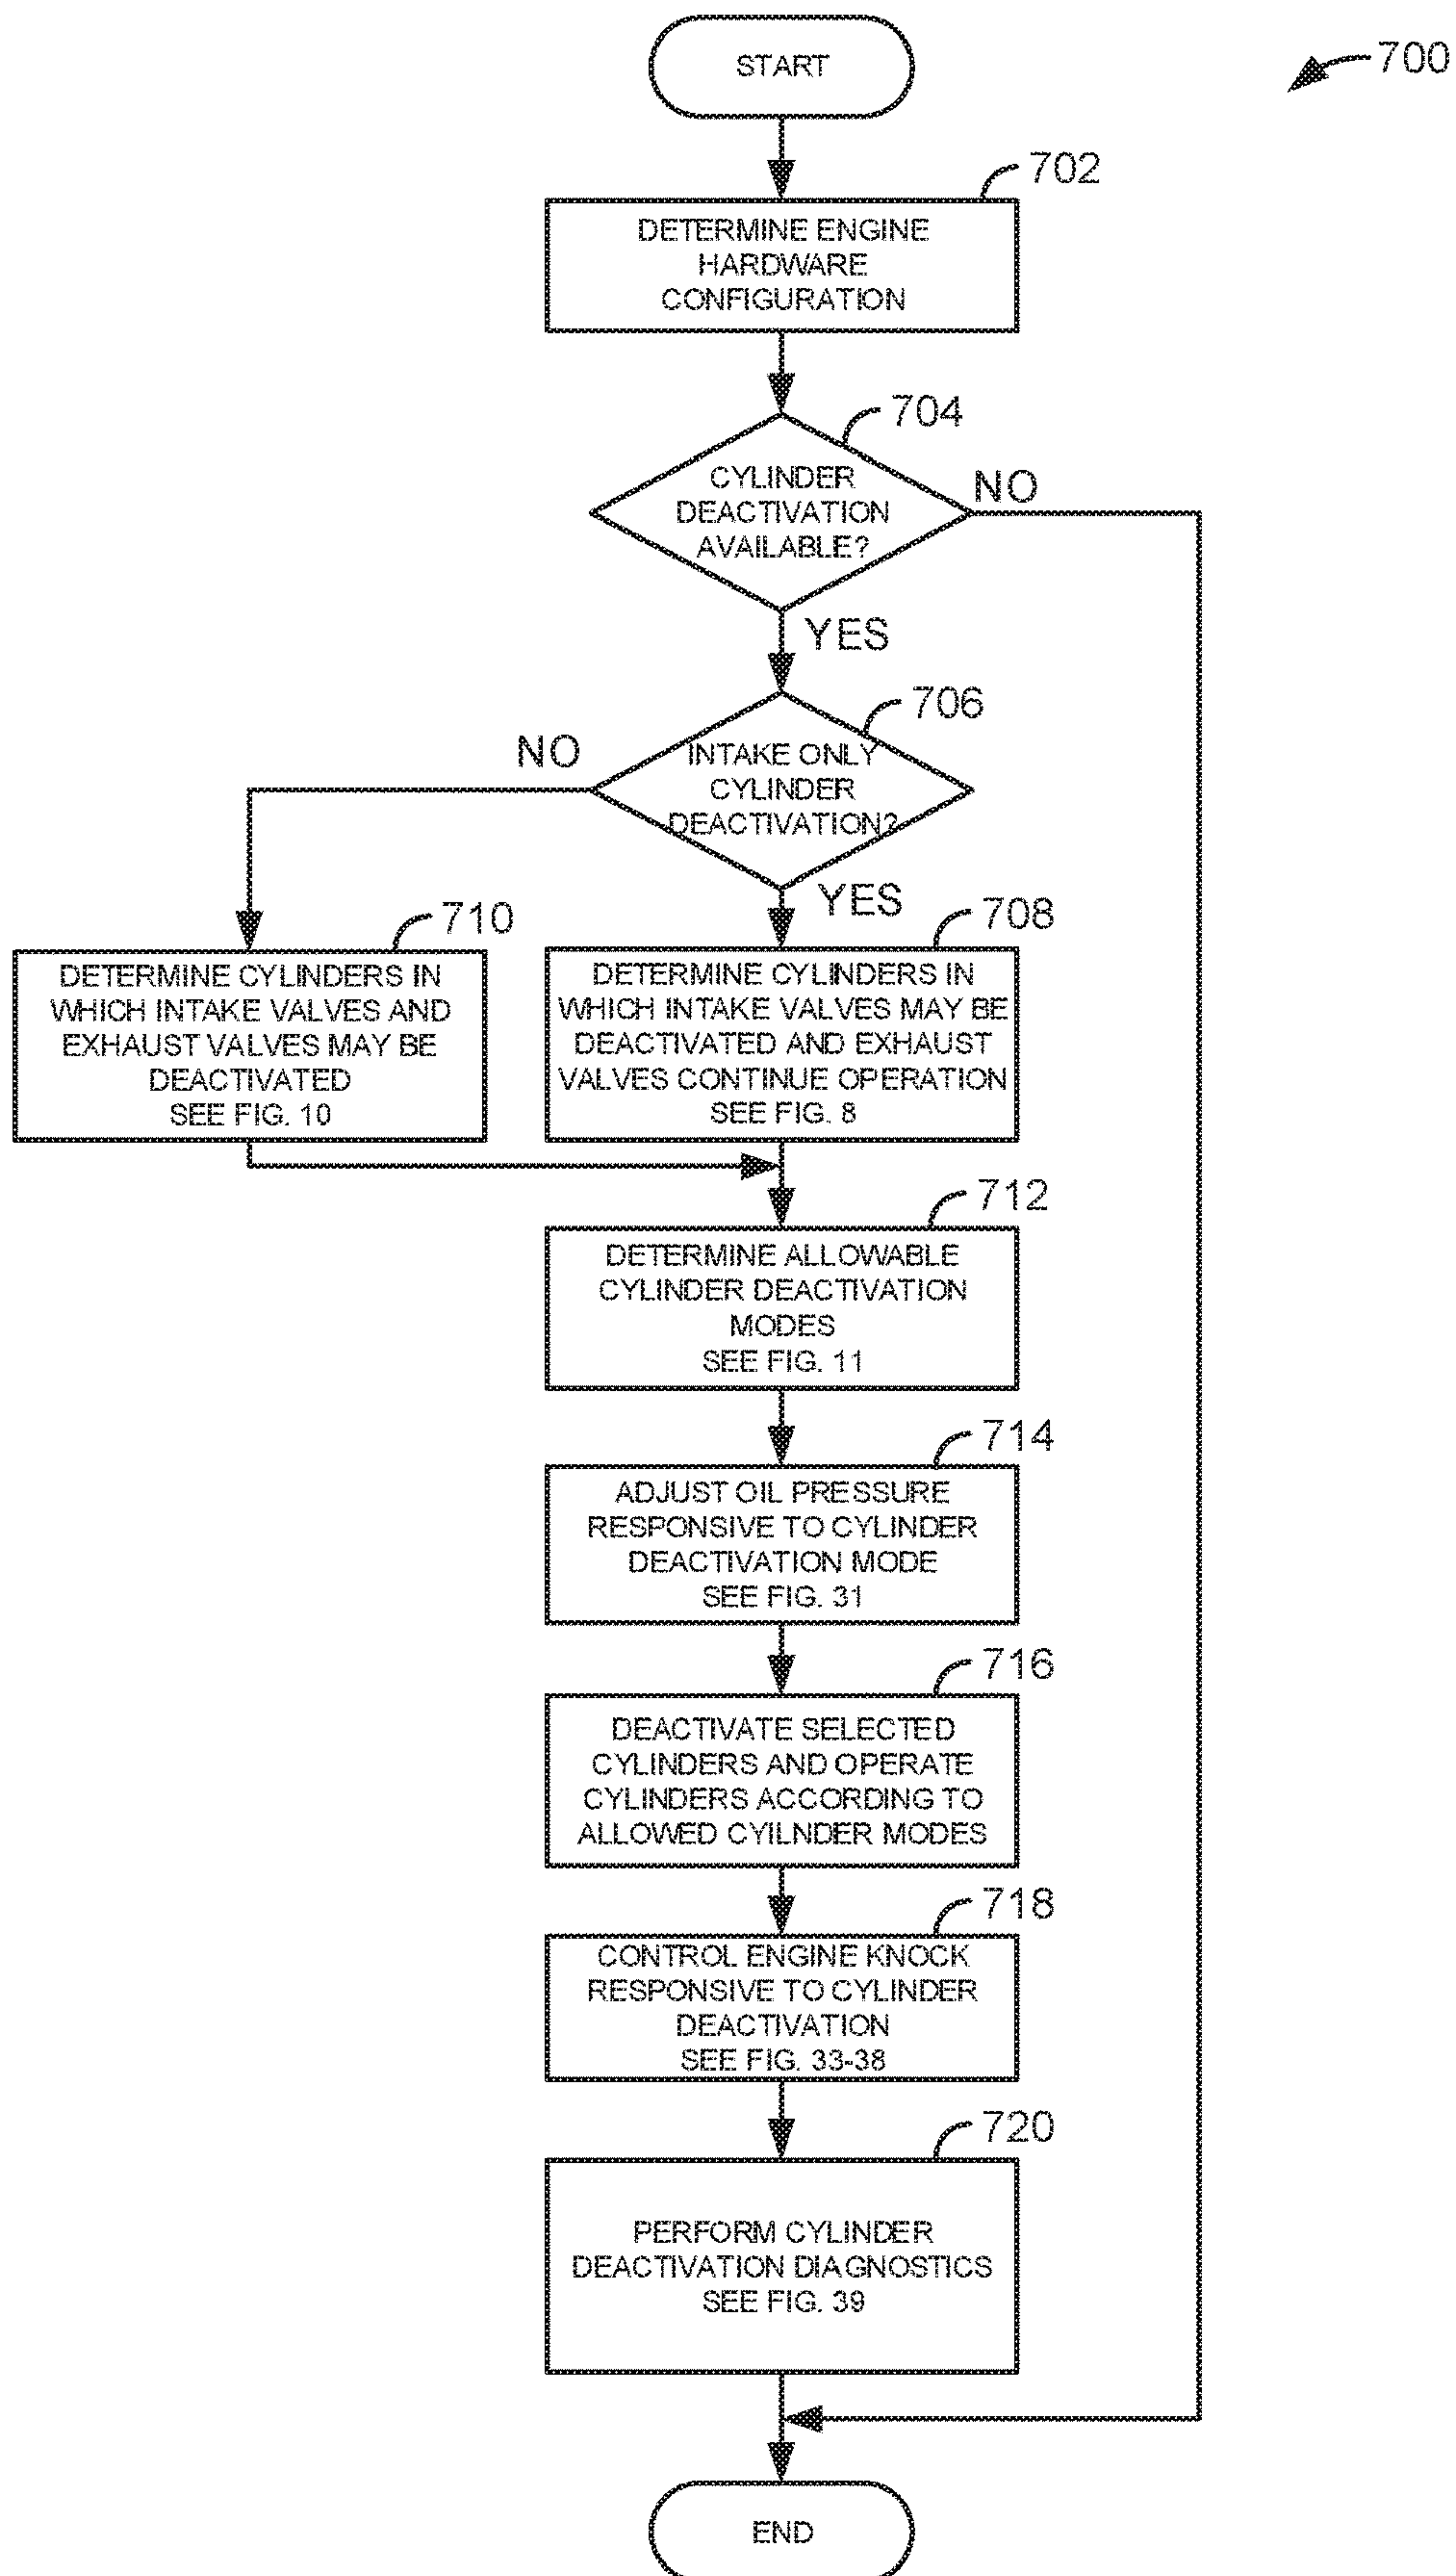 START
700
702
DETERMINE ENGINE
HARDWARE
CONFIGURATION
704
CYLINDER
DEACTIVATION
AVAILABLE?
NO
YES
706
INTAKE ONLY
CYLINDER
DEACTIVATION?
NO
YES
710
DETERMINE CYLINDERS IN
WHICH INTAKE VALVES AND
EXHAUST VALVES MAY BE
DEACTIVATED
SEE FIG. 10
708
DETERMINE CYLINDERS IN
WHICH INTAKE VALVES MAY BE
DEACTIVATED AND EXHAUST
VALVES CONTINUE OPERATION
SEE FIG. 8
712
DETERMINE ALLOWABLE
CYLINDER DEACTIVATION
MODES
SEE FIG. 11
714
ADJUST OIL PRESSURE
RESPONSIVE TO CYLINDER
DEACTIVATION MODE
SEE FIG. 31
716
DEACTIVATE SELECTED
CYLINDERS AND OPERATE
CYLINDERS ACCORDING TO
ALLOWED CYILNDER MODES
718
CONTROL ENGINE KNOCK
RESPONSIVE TO CYLINDER
DEACTIVATION
SEE FIG. 33-38
720
PERFORM CYLINDER
DEACTIVATION DIAGNOSTICS
SEE FIG. 39
END